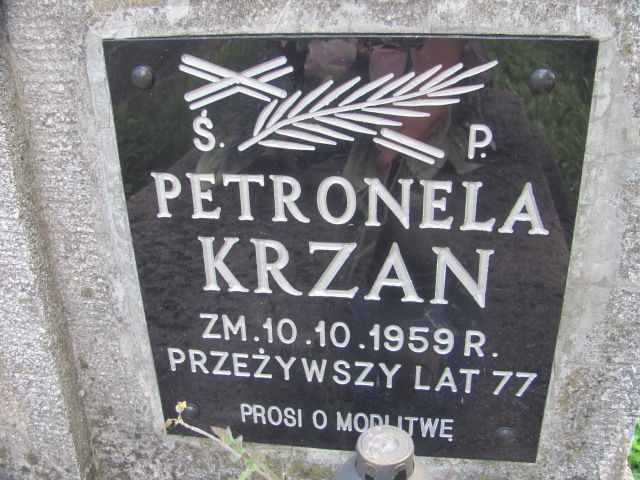 Ś. P.
PETRONELA
KRZAN
ZM. 10.10.1959 R.
PRZEŻYWSZY LAT 77
PROSI O MODLITWĘ